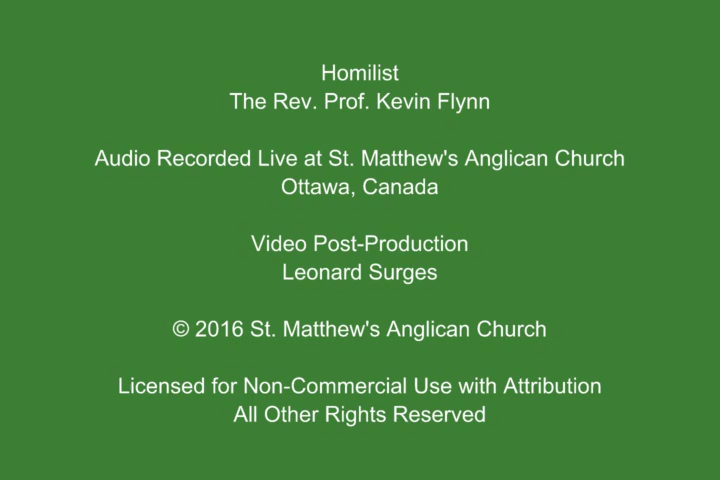 Homilist
The Rev. Prof. Kevin Flynn
Audio Recorded Live at St. Matthew's Anglican Church
Ottawa, Canada
Video Post-Production
Leonard Surges
© 2016 St. Matthew's Anglican Church
Licensed for Non-Commercial Use with Attribution
All Other Rights Reserved